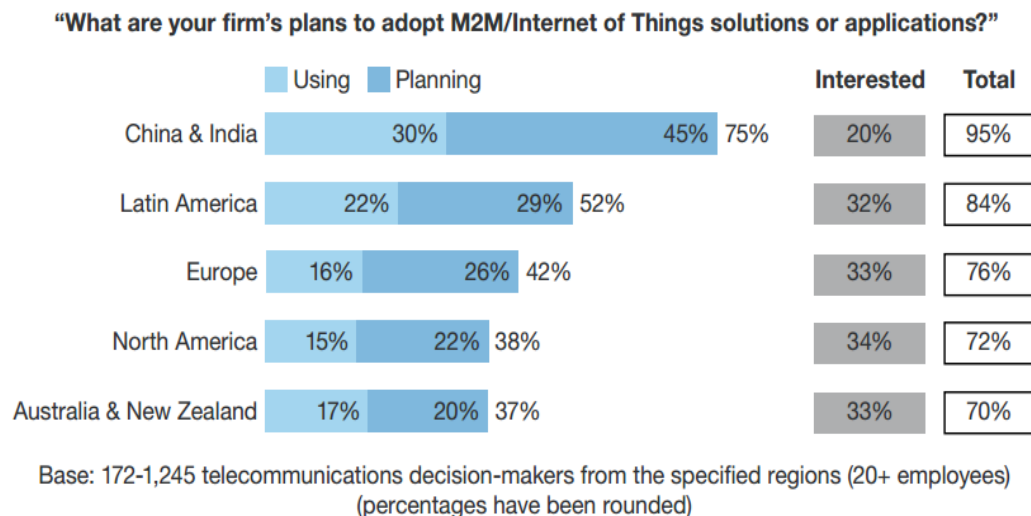 “What are your firm’s plans to adopt M2M/Internet of Things solutions or applications?”
Using Planning Interested Total
China & India 30% 45% 75% 20% 95%
Latin America 22% 29% 52% 32% 84%
Europe 16% 26% 42% 33% 76%
North America 15% 22% 38% 34% 72%
Australia & New Zealand 17% 20% 37% 33% 70%
Base: 172-1,245 telecommunications decision-makers from the specified regions (20+ employees)
(percentages have been rounded)